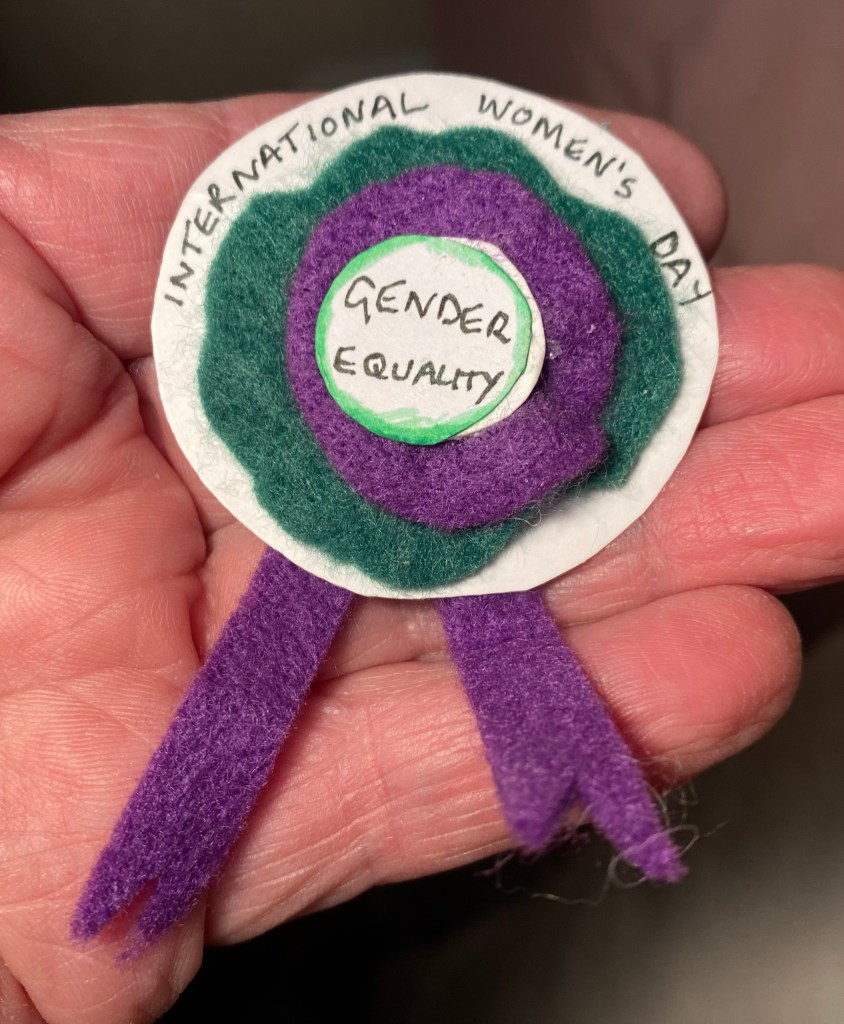 INTERNATIONAL WOMEN'S DAY
GENDER
EQUALITY